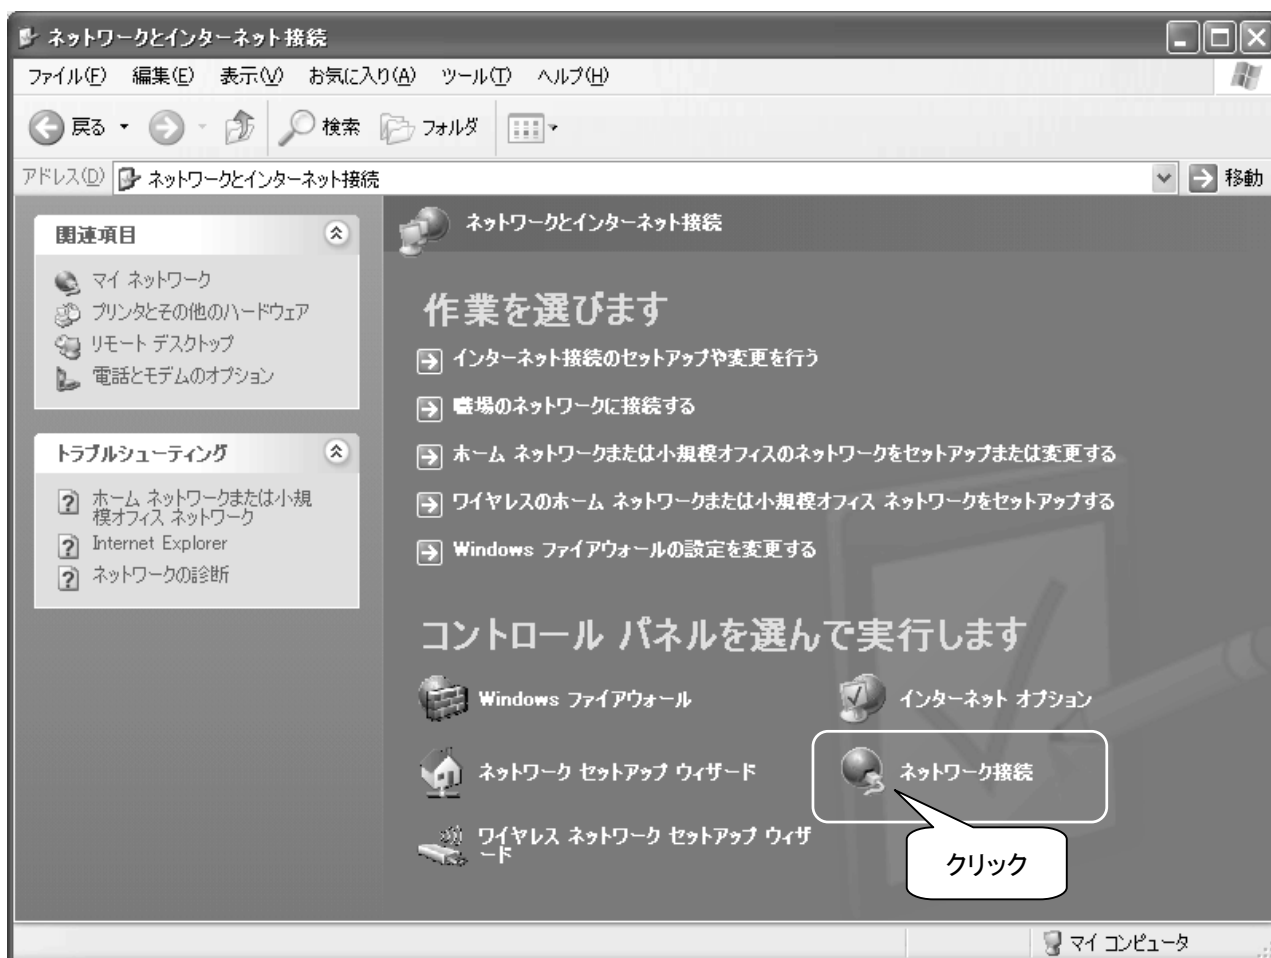 ネットワークとインターネット接続
ファイル(F) 編集(E) 表示(V) お気に入り(A) ツール(T) ヘルプ(H)
戻る 検索 フォルダ
アドレス(D) ネットワークとインターネット接続 移動
関連項目
マイ ネットワーク
プリンタとその他のハードウェア
リモート デスクトップ
電話とモデムのオプション
トラブルシューティング
ホーム ネットワークまたは小規
模オフィス ネットワーク
Internet Explorer
ネットワークの診断
ネットワークとインターネット接続
作業を選びます
インターネット接続のセットアップや変更を行う
職場のネットワークに接続する
ホーム ネットワークまたは小規模オフィスのネットワークをセットアップまたは変更する
ワイヤレスのホーム ネットワークまたは小規模オフィス ネットワークをセットアップする
Windows ファイアウォールの設定を変更する
コントロール パネルを選んで実行します
Windows ファイアウォール
インターネット オプション
ネットワーク セットアップ ウィザード
ネットワーク接続
ワイヤレス ネットワーク セットアップ ウィザ
ード
クリック
マイ コンピュータ